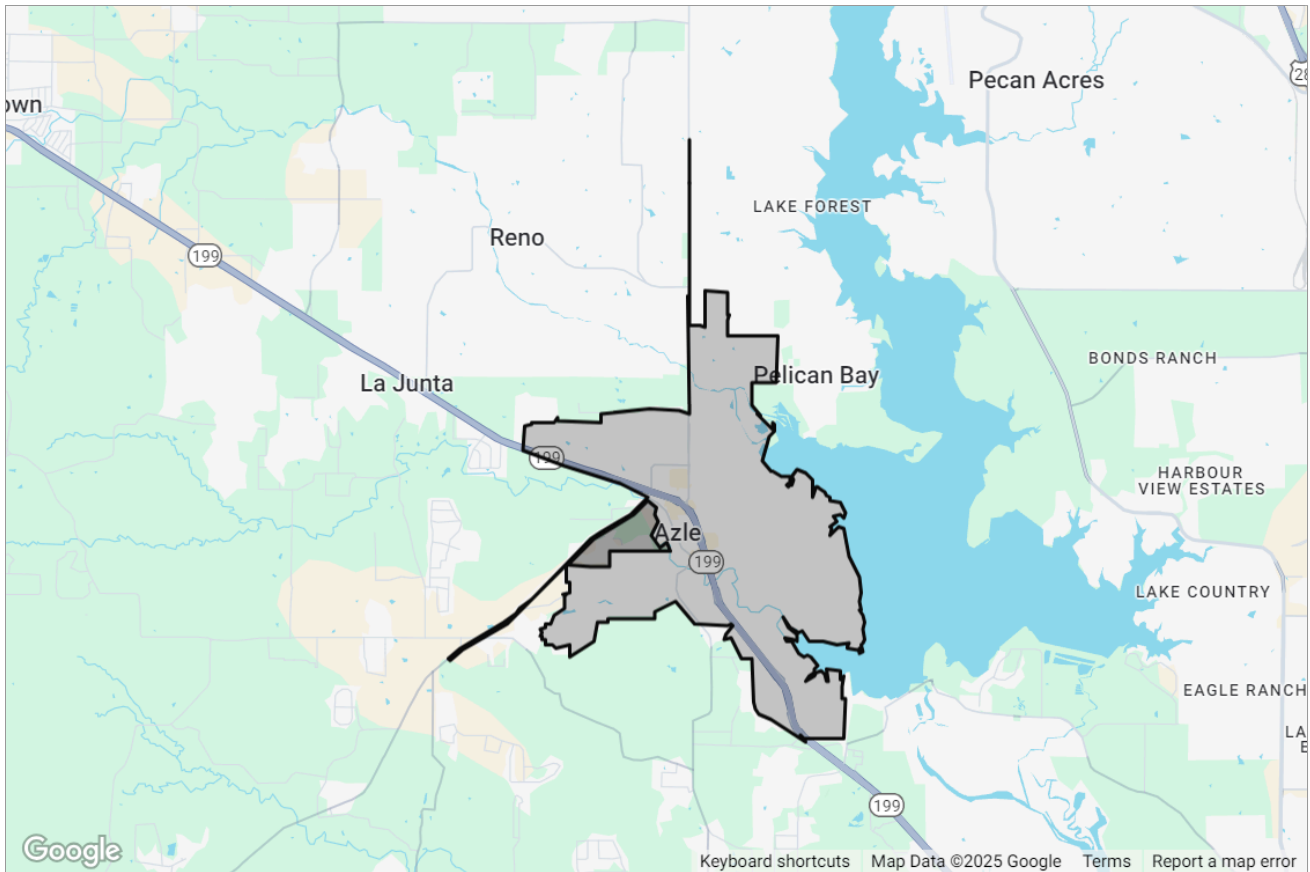 Pecan Acres
own
LAKE FOREST
Reno
199
BONDS RANCH
Pelican Bay
La Junta
199
HARBOUR
VIEW ESTATES
Azle
199
LAKE COUNTRY
EAGLE RANCH
199
Google
Keyboard shortcuts
Map Data ©2025 Google
Terms
Report a map error